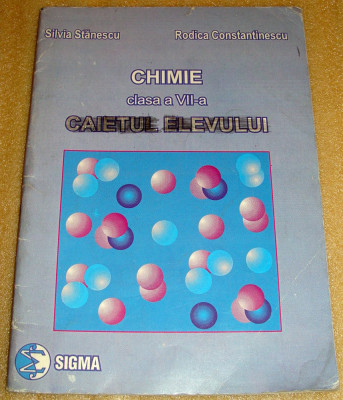 Silvia Stănescu Rodica Constantinescu
CHIMIE
clasa a VII-a
CAIETUL ELEVULUI
SIGMA